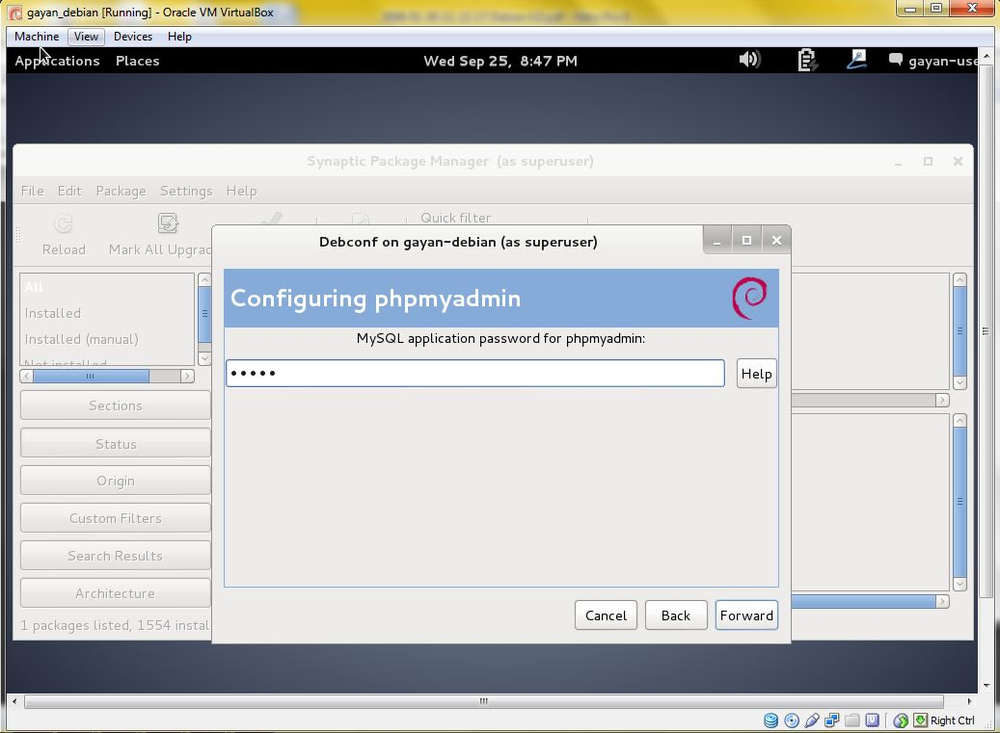 gayan_debian [Running] - Oracle VM VirtualBox
Machine View Devices Help
Applications Places Wed Sep 25, 8:47 PM gayan-use
Synaptic Package Manager (as superuser)
File Edit Package Settings Help
Quick filter
Reload Mark All Upgrad
Debconf on gayan-debian (as superuser)
All
Installed
Installed (manual)
Not installed
Configuring phpmyadmin
MySQL application password for phpmyadmin:
•••••
Help
Sections
Status
Origin
Custom Filters
Search Results
Architecture
Cancel Back Forward
1 packages listed, 1554 instal
Right Ctrl